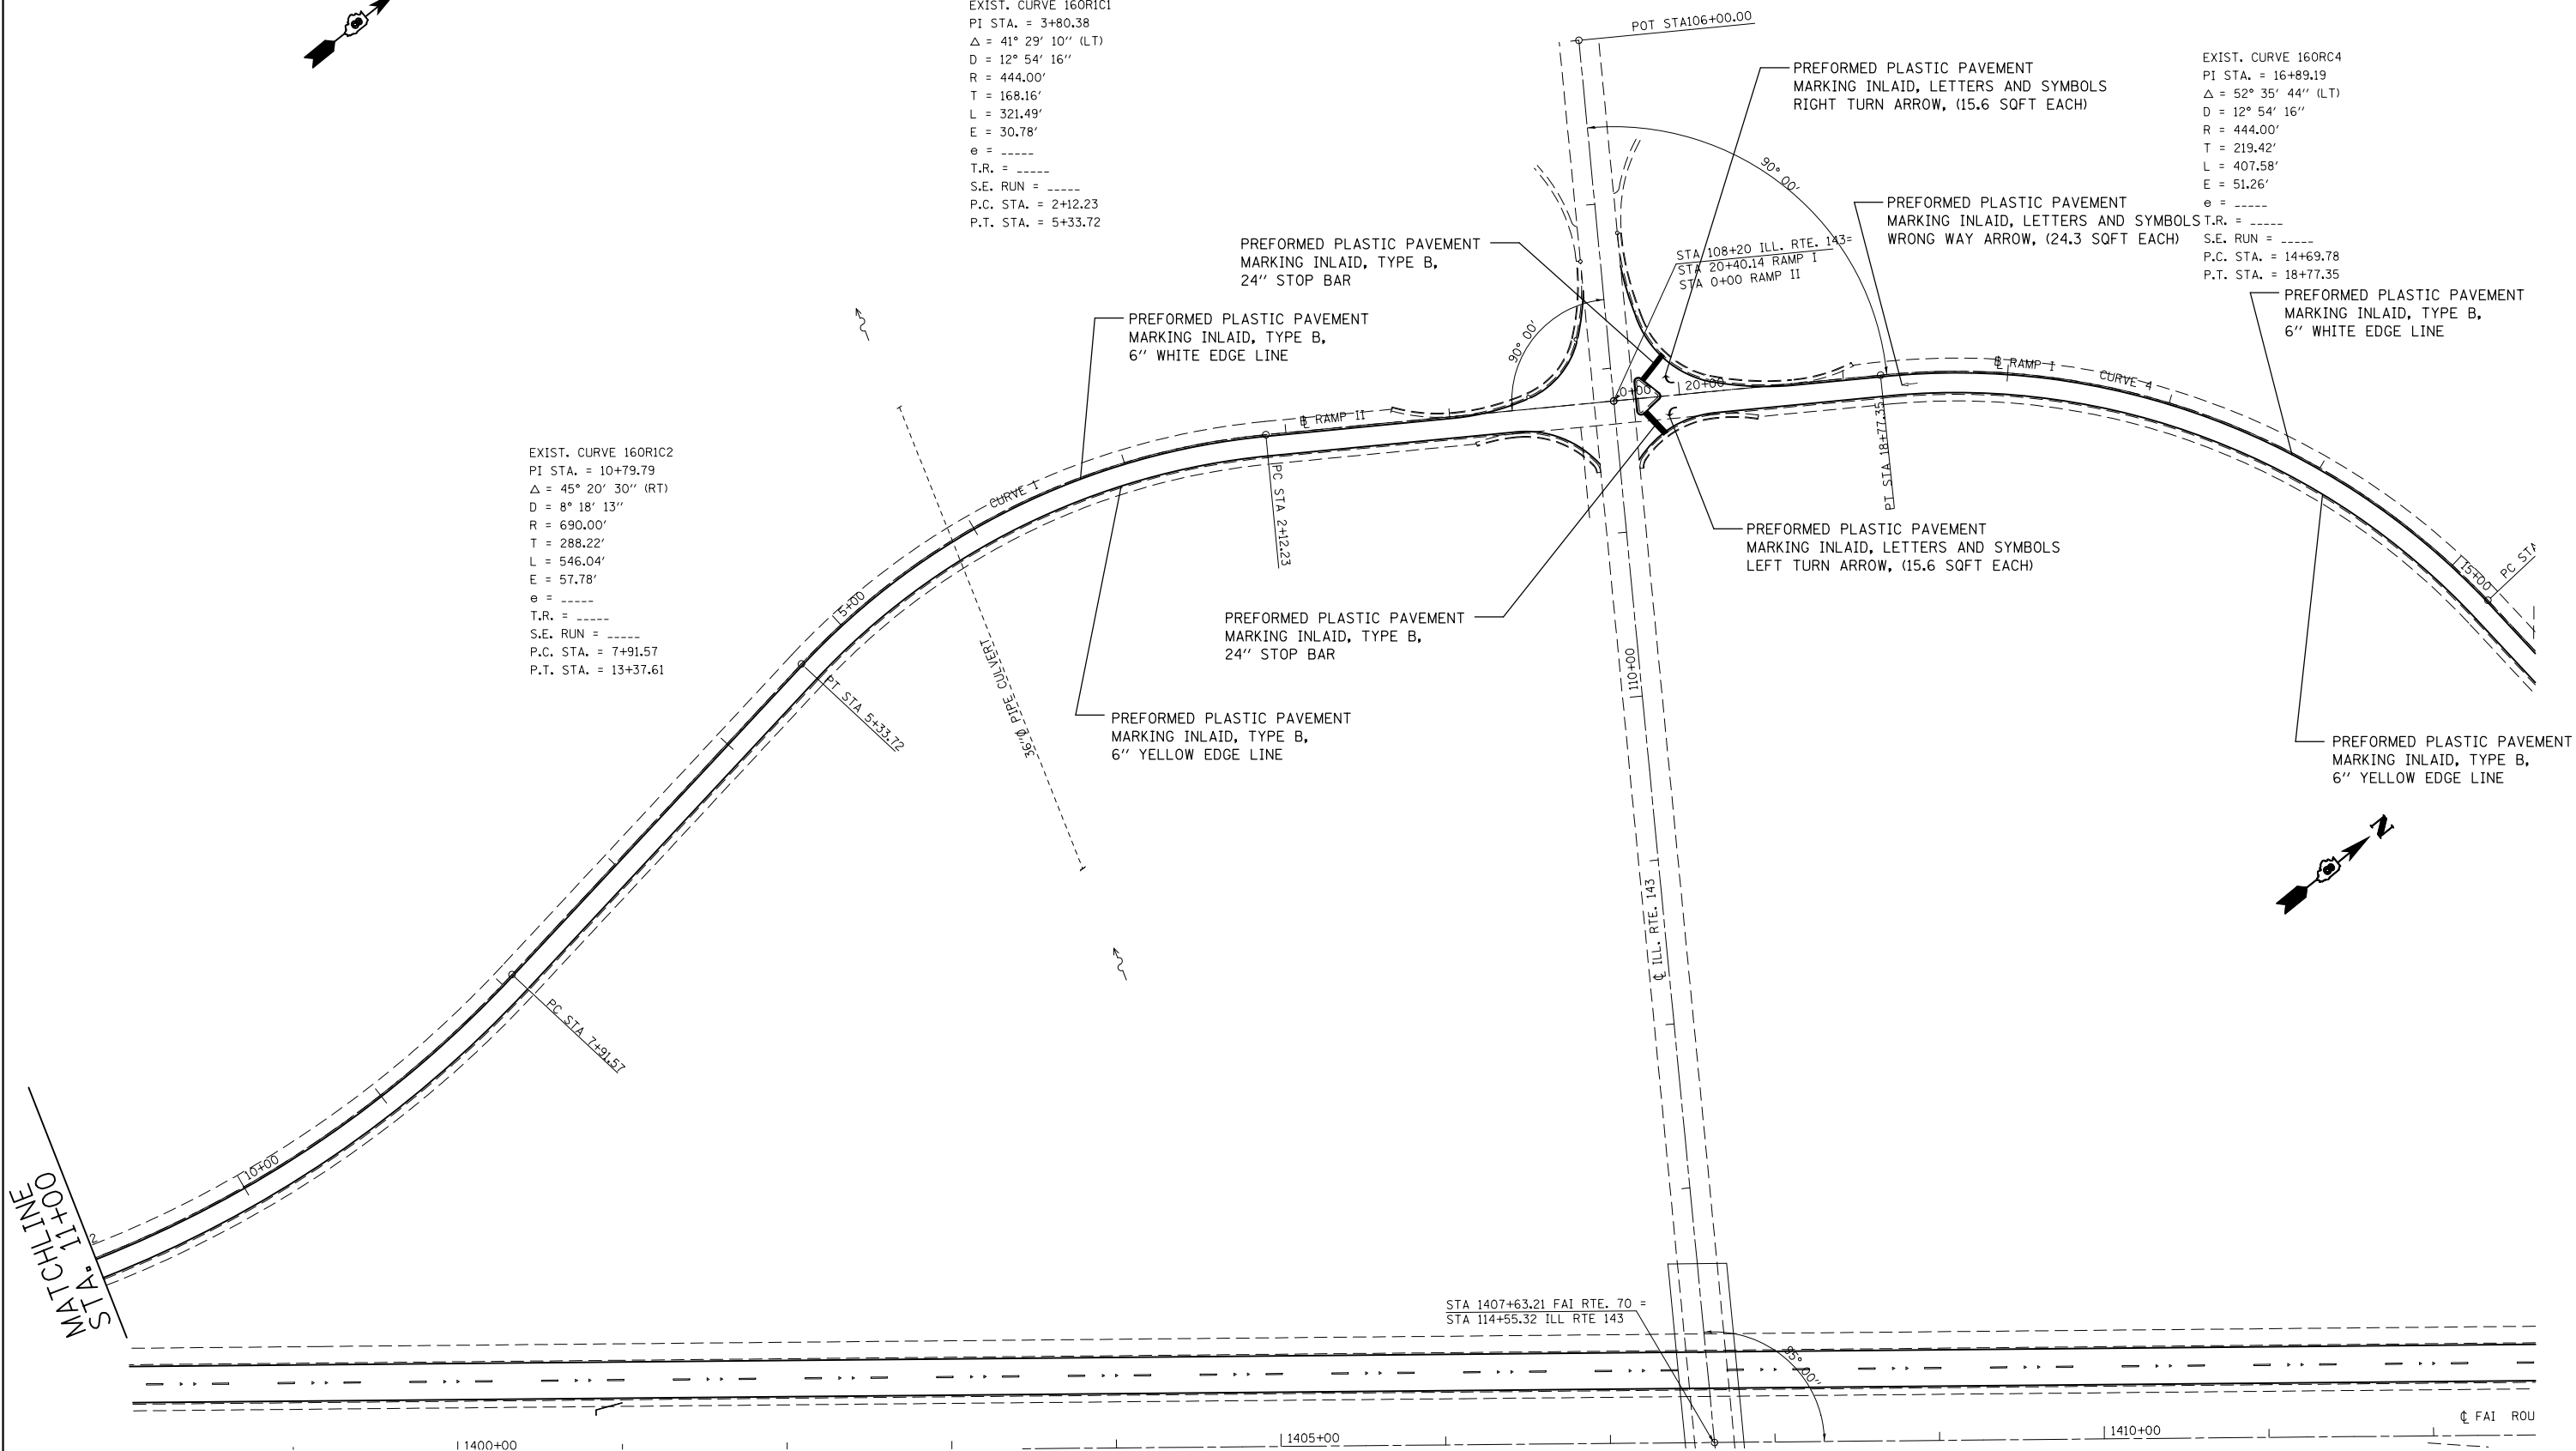 EXIST. CURVE 160R1C1
PI STA. = 3+80.38
Δ = 41° 29' 10" (LT)
D = 12° 54' 16"
R = 444.00'
T = 168.16'
L = 321.49'
E = 30.78'
e = _____
T.R. = _____
S.E. RUN = _____
P.C. STA. = 2+12.23
P.T. STA. = 5+33.72
POT STA106+00.00
PREFORMED PLASTIC PAVEMENT
MARKING INLAID, LETTERS AND SYMBOLS
RIGHT TURN ARROW, (15.6 SQFT EACH)
EXIST. CURVE 160RC4
PI STA. = 16+89.19
Δ = 52° 35' 44" (LT)
D = 12° 54' 16"
R = 444.00'
T = 219.42'
L = 407.58'
E = 51.26'
e = _____
T.R. = _____
S.E. RUN = _____
P.C. STA. = 14+69.78
P.T. STA. = 18+77.35
90° 00'
PREFORMED PLASTIC PAVEMENT
MARKING INLAID, LETTERS AND SYMBOLS
WRONG WAY ARROW, (24.3 SQFT EACH)
PREFORMED PLASTIC PAVEMENT
MARKING INLAID, TYPE B,
24" STOP BAR
STA 108+20 ILL. RTE. 143=
STA 20+40.14 RAMP I
STA 0+00 RAMP II
PREFORMED PLASTIC PAVEMENT
MARKING INLAID, TYPE B,
6" WHITE EDGE LINE
PREFORMED PLASTIC PAVEMENT
MARKING INLAID, TYPE B,
6" WHITE EDGE LINE
90° 00'
0+00
20+00
℄ RAMP I
CURVE 4
℄ RAMP II
CURVE 1
PC STA 2+12.23
PT STA 18+77.35
EXIST. CURVE 160R1C2
PI STA. = 10+79.79
Δ = 45° 20' 30" (RT)
D = 8° 18' 13"
R = 690.00'
T = 288.22'
L = 546.04'
E = 57.78'
e = _____
T.R. = _____
S.E. RUN = _____
P.C. STA. = 7+91.57
P.T. STA. = 13+37.61
PREFORMED PLASTIC PAVEMENT
MARKING INLAID, LETTERS AND SYMBOLS
LEFT TURN ARROW, (15.6 SQFT EACH)
15+00
PC STA
5+00
PREFORMED PLASTIC PAVEMENT
MARKING INLAID, TYPE B,
24" STOP BAR
36"Ø PIPE CULVERT
110+00
PT STA 5+33.72
PREFORMED PLASTIC PAVEMENT
MARKING INLAID, TYPE B,
6" YELLOW EDGE LINE
PREFORMED PLASTIC PAVEMENT
MARKING INLAID, TYPE B,
6" YELLOW EDGE LINE
N
℄ ILL. RTE. 143
PC STA 7+91.57
10+00
2
MATCHLINE
STA. 11+00
STA 1407+63.21 FAI RTE. 70 =
STA 114+55.32 ILL RTE 143
95° 00"
℄ FAI ROU
1400+00
1405+00
1410+00